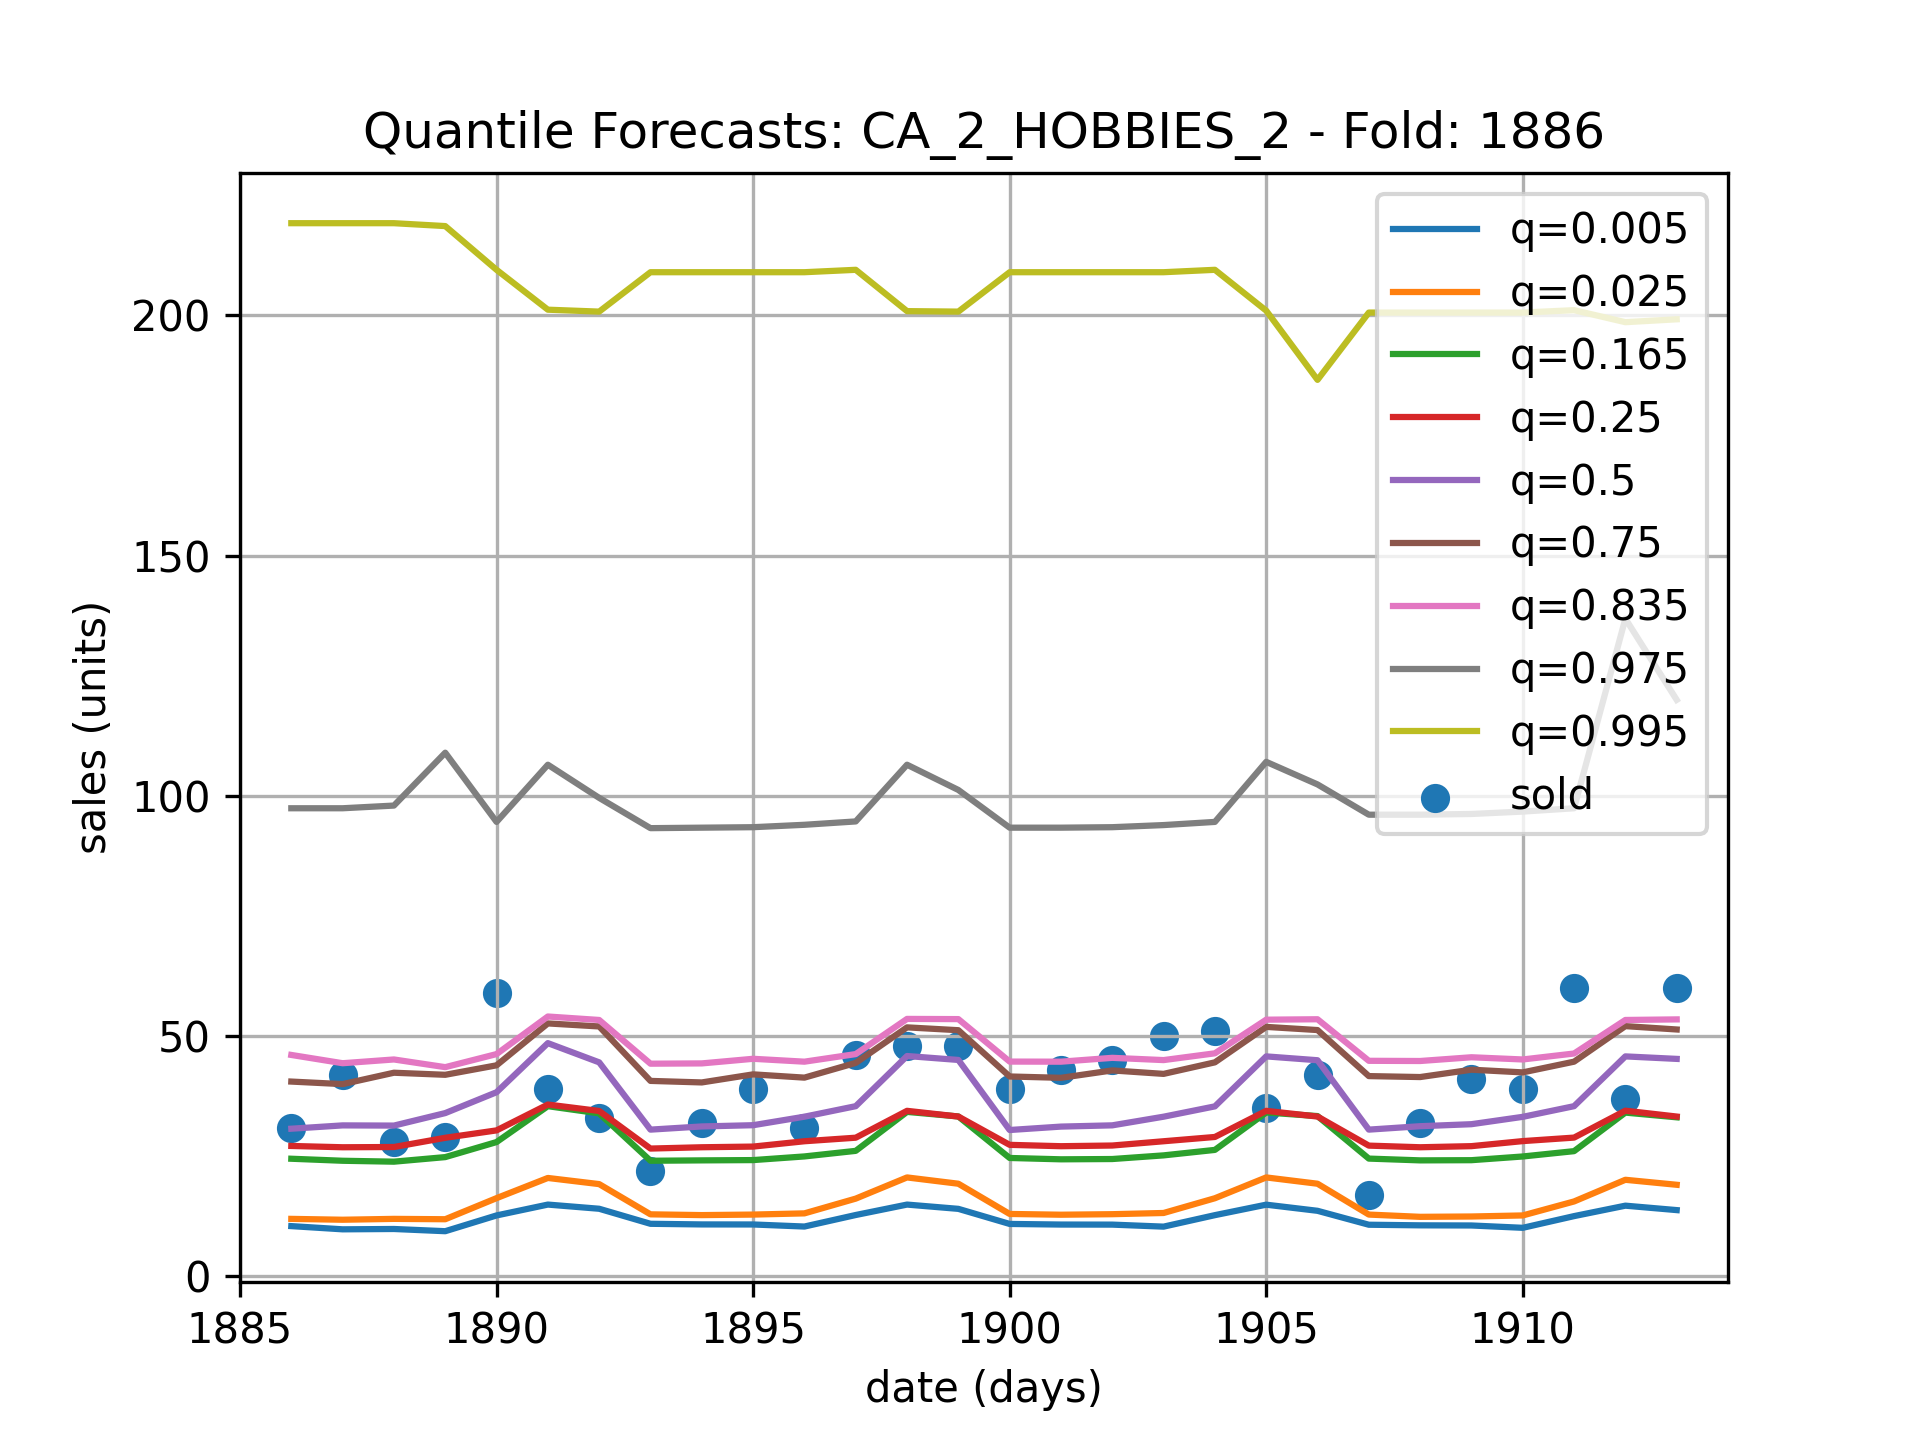 Quantile Forecasts: CA_2_HOBBIES_2 - Fold: 1886
q=0.005
q=0.025
q=0.165
q=0.25
q=0.5
q=0.75
q=0.835
q=0.975
q=0.995
sold
200
150
100
50
0
sales (units)
1885 1890 1895 1900 1905 1910
date (days)